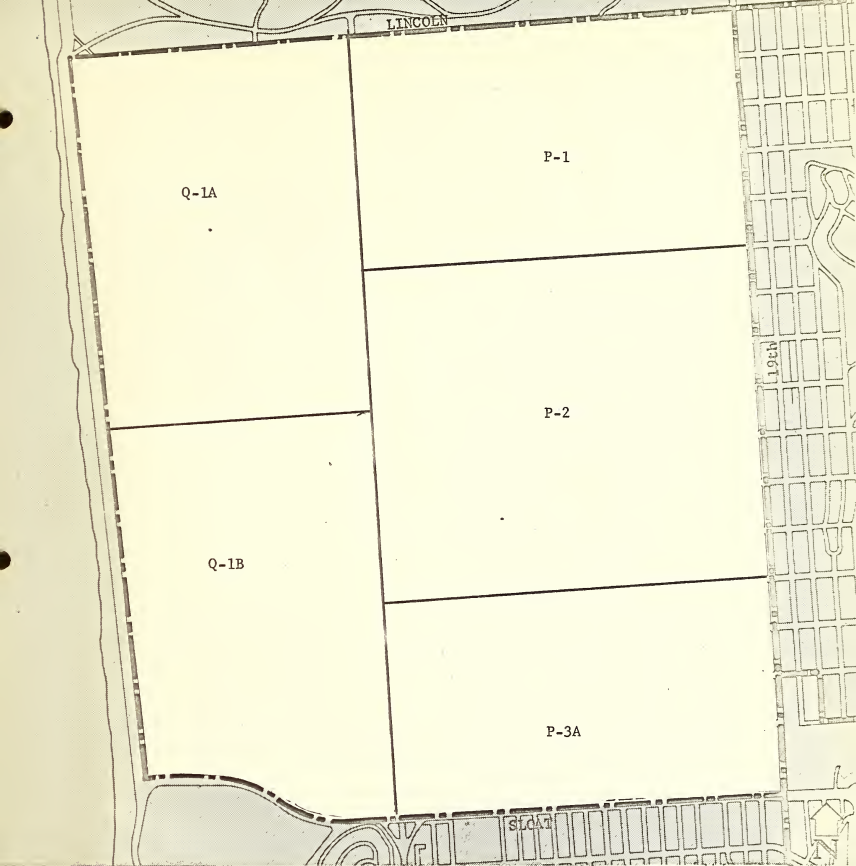 LINCOLN
P-1
Q-1A
19th
P-2
Q-1B
P-3A
SLOAT
N